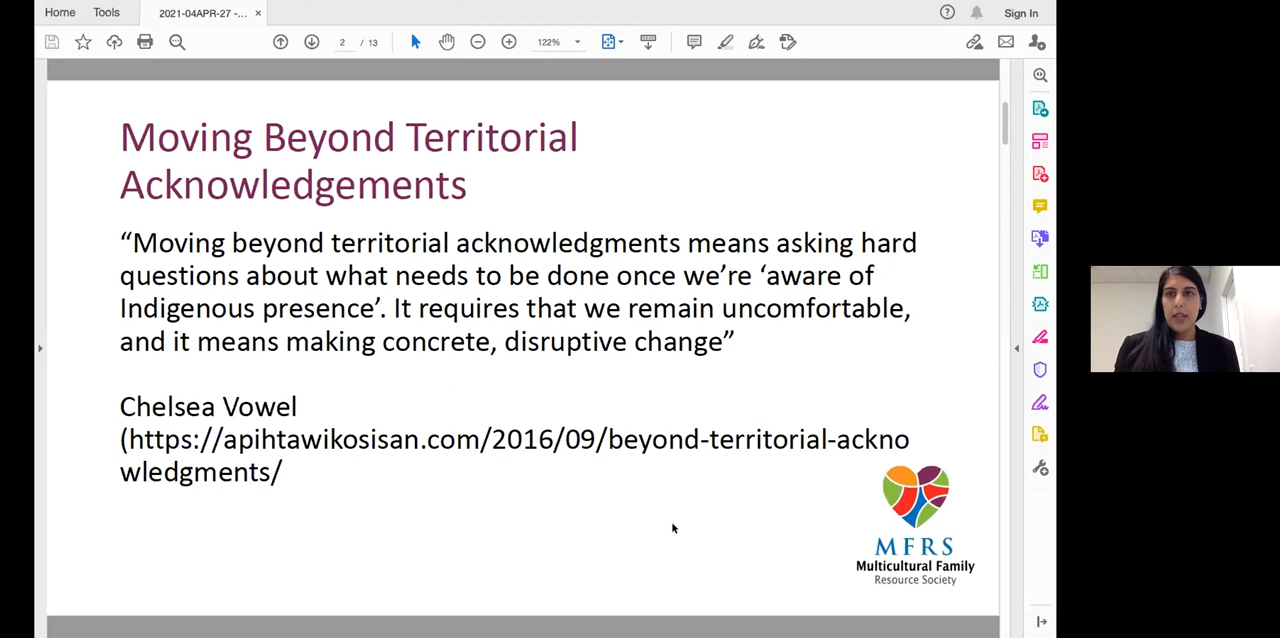 Home Tools 2021-04APR-27 -... × Sign In
2 / 13 122%
Moving Beyond Territorial
Acknowledgements
“Moving beyond territorial acknowledgments means asking hard
questions about what needs to be done once we’re ‘aware of
Indigenous presence’. It requires that we remain uncomfortable,
and it means making concrete, disruptive change”
Chelsea Vowel
(https://apihtawikosisan.com/2016/09/beyond-territorial-ackno
wledgments/
MFRS
Multicultural Family
Resource Society